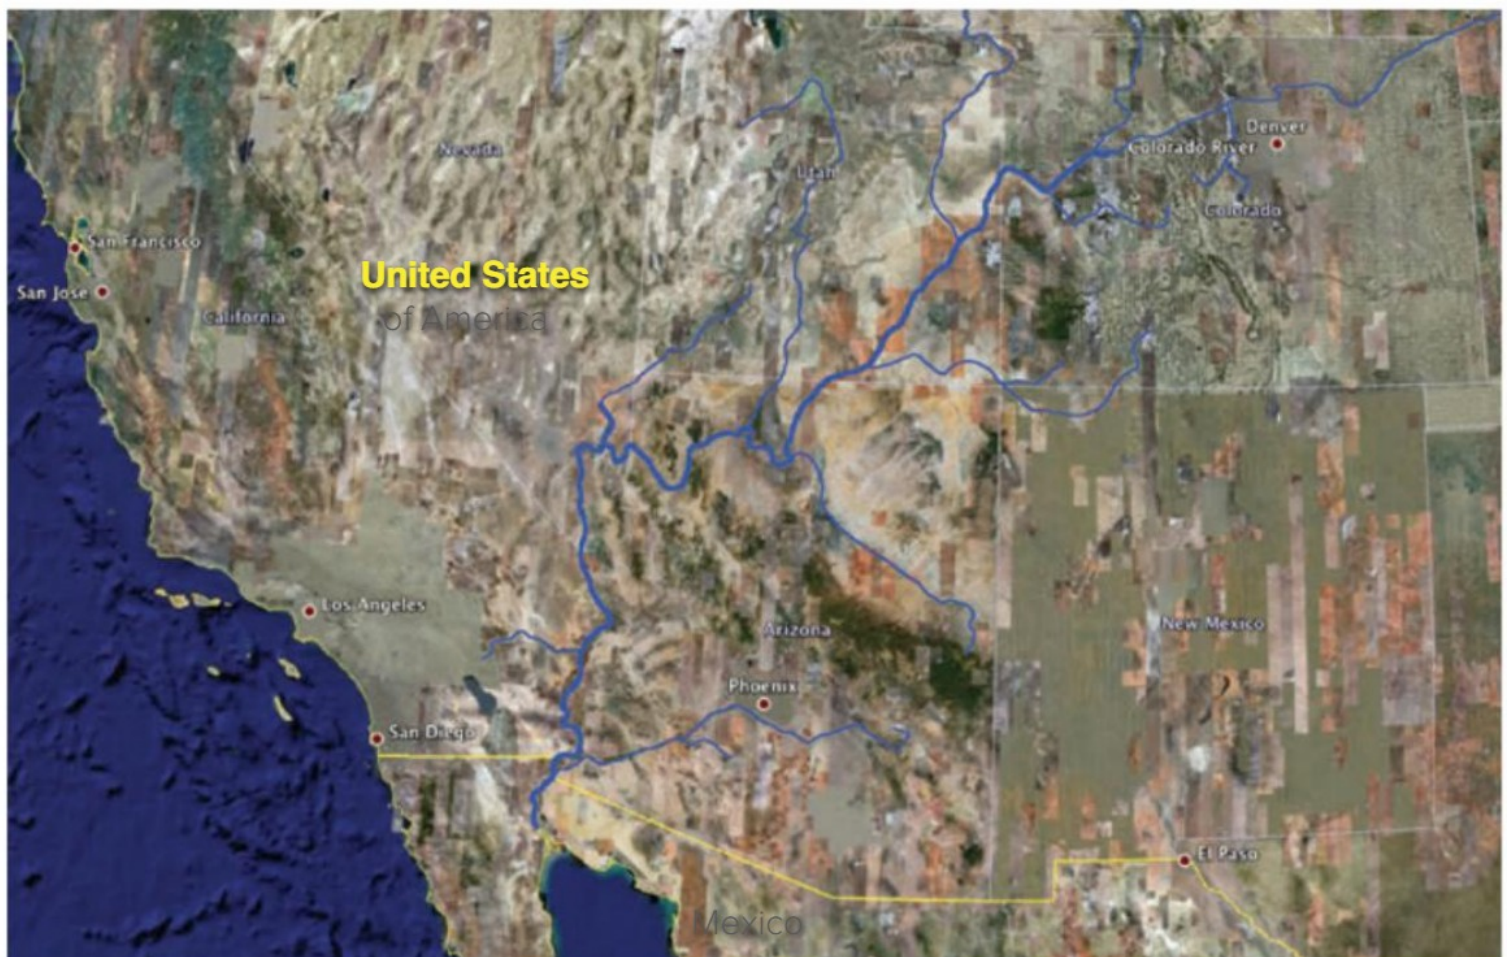 Nevada
Utah
Denver
Colorado River
Colorado
San Francisco
San Jose
California
United States
of America
Los Angeles
Arizona
New Mexico
Phoenix
San Diego
El Paso
Mexico